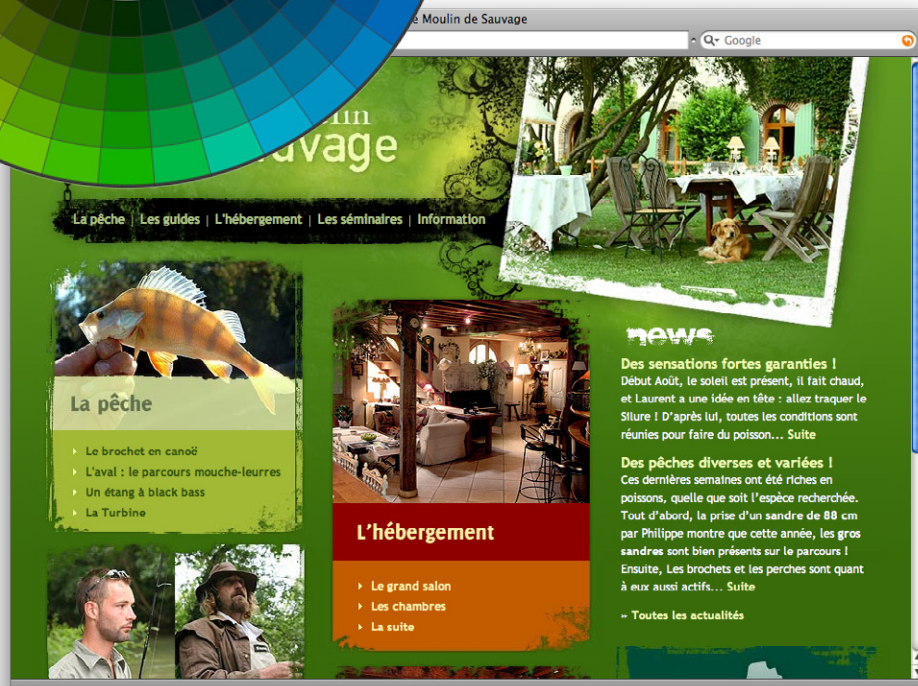 Moulin de Sauvage
Google
La pêche | Les guides | L'hébergement | Les séminaires | Information
La pêche
Le brochet en canoë
L'aval : le parcours mouche-leurres
Un étang à black bass
La Turbine
L'hébergement
Le grand salon
Les chambres
La suite
news
Des sensations fortes garanties !
Début Août, le soleil est présent, il fait chaud,
et Laurent a une idée en tête : allez traquer le
Silure ! D'après lui, toutes les conditions sont
réunies pour faire du poisson... Suite
Des pêches diverses et variées !
Ces dernières semaines ont été riches en
poissons, quelle que soit l'espèce recherchée.
Tout d'abord, la prise d'un sandre de 88 cm
par Philippe montre que cette année, les gros
sandres sont bien présents sur le parcours !
Ensuite, Les brochets et les perches sont quant
à eux aussi actifs... Suite
» Toutes les actualités